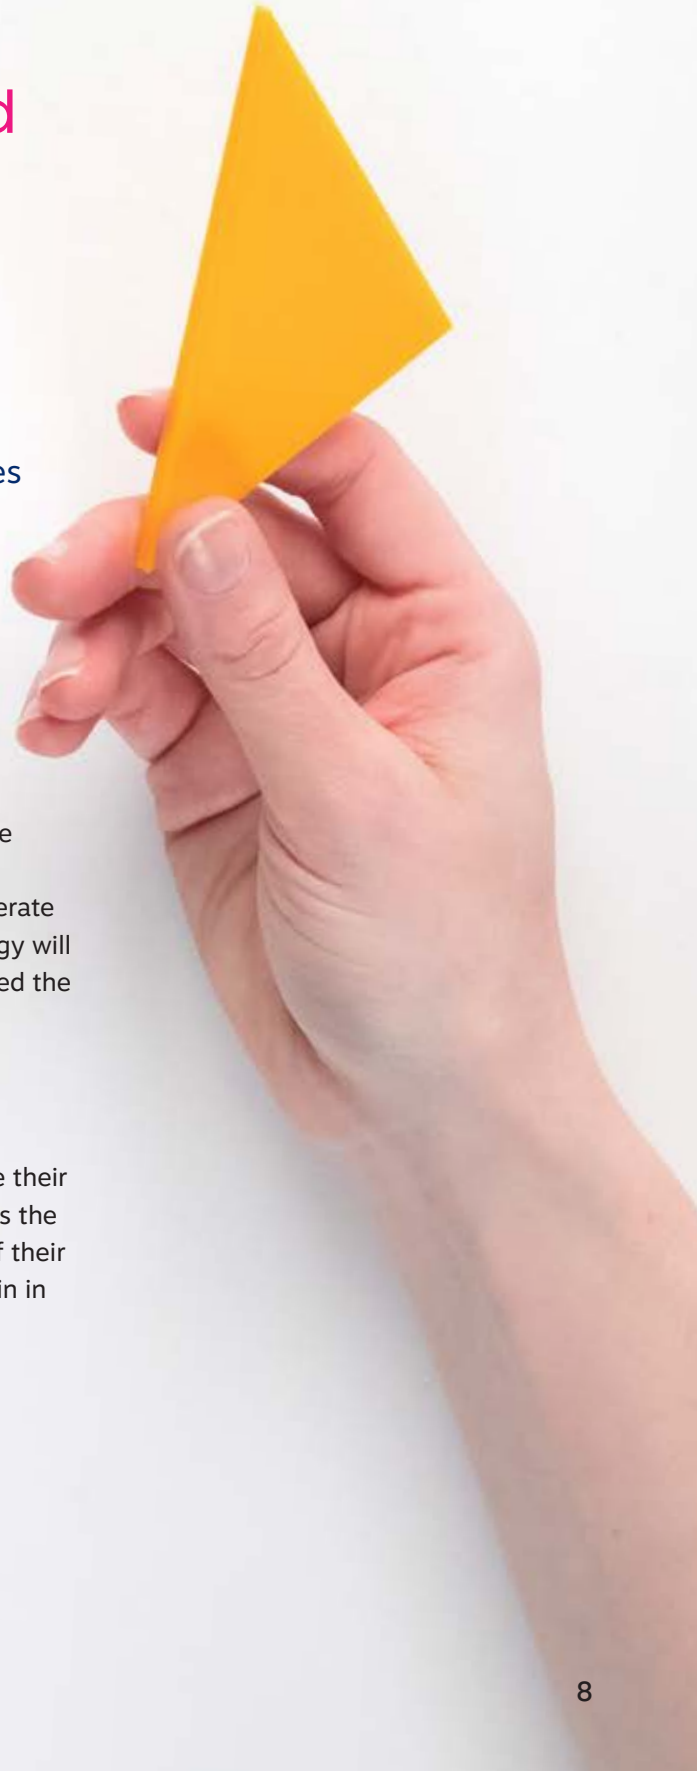 d
es
e
erate
gy will
ed the
e their
s the
f their
in in
8